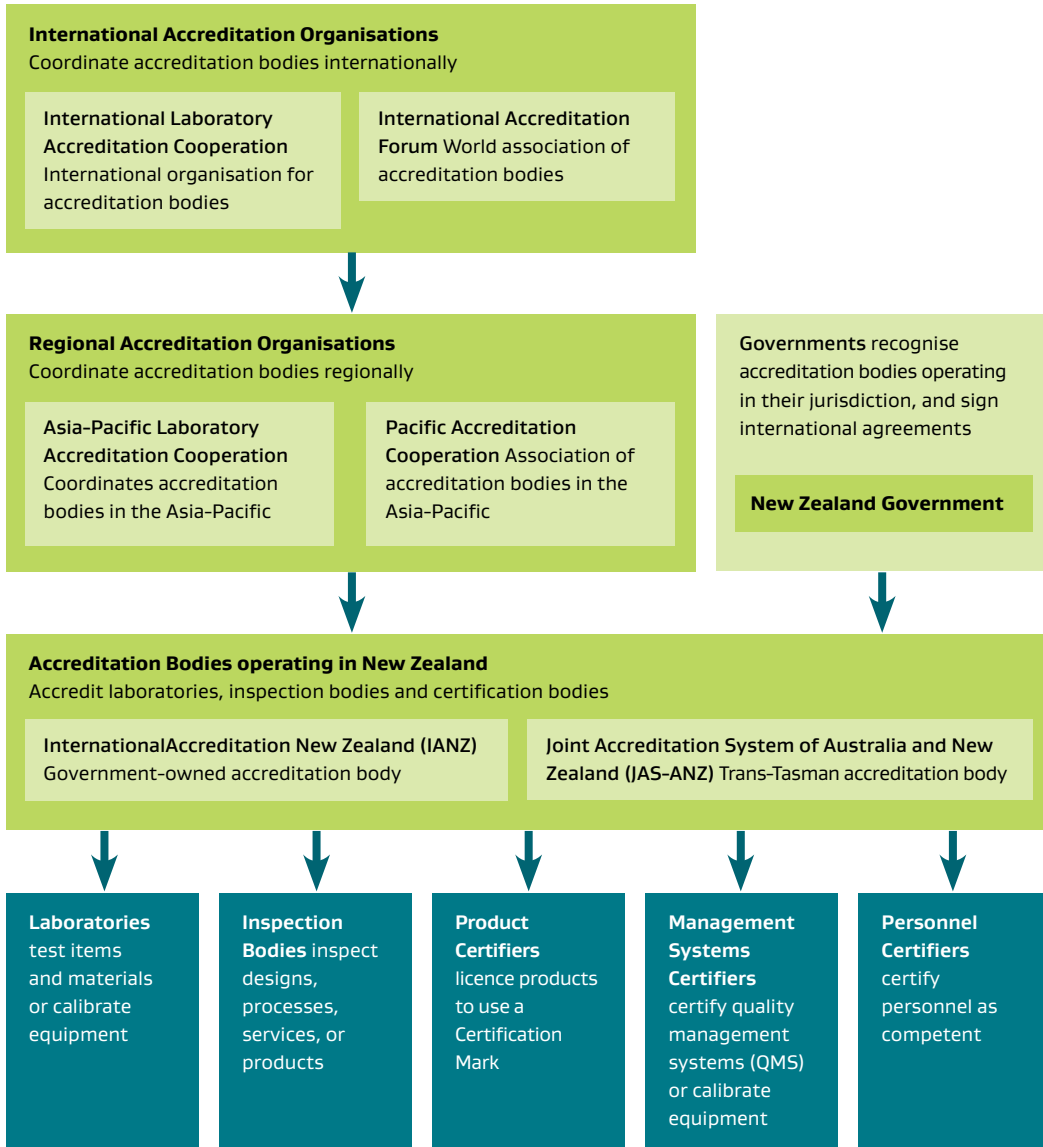 International Accreditation Organisations
Coordinate accreditation bodies internationally
International Laboratory
Accreditation Cooperation
International organisation for
accreditation bodies
International Accreditation
Forum World association of
accreditation bodies
Regional Accreditation Organisations
Coordinate accreditation bodies regionally
Asia-Pacific Laboratory
Accreditation Cooperation
Coordinates accreditation
bodies in the Asia-Pacific
Pacific Accreditation
Cooperation Association of
accreditation bodies in the
Asia-Pacific
Governments recognise
accreditation bodies operating
in their jurisdiction, and sign
international agreements
New Zealand Government
Accreditation Bodies operating in New Zealand
Accredit laboratories, inspection bodies and certification bodies
InternationalAccreditation New Zealand (IANZ)
Government-owned accreditation body
Joint Accreditation System of Australia and New
Zealand (JAS-ANZ) Trans-Tasman accreditation body
Laboratories
test items
and materials
or calibrate
equipment
Inspection
Bodies inspect
designs,
processes,
services, or
products
Product
Certifiers
licence products
to use a
Certification
Mark
Management
Systems
Certifiers
certify quality
management
systems (QMS)
or calibrate
equipment
Personnel
Certifiers
certify
personnel as
competent